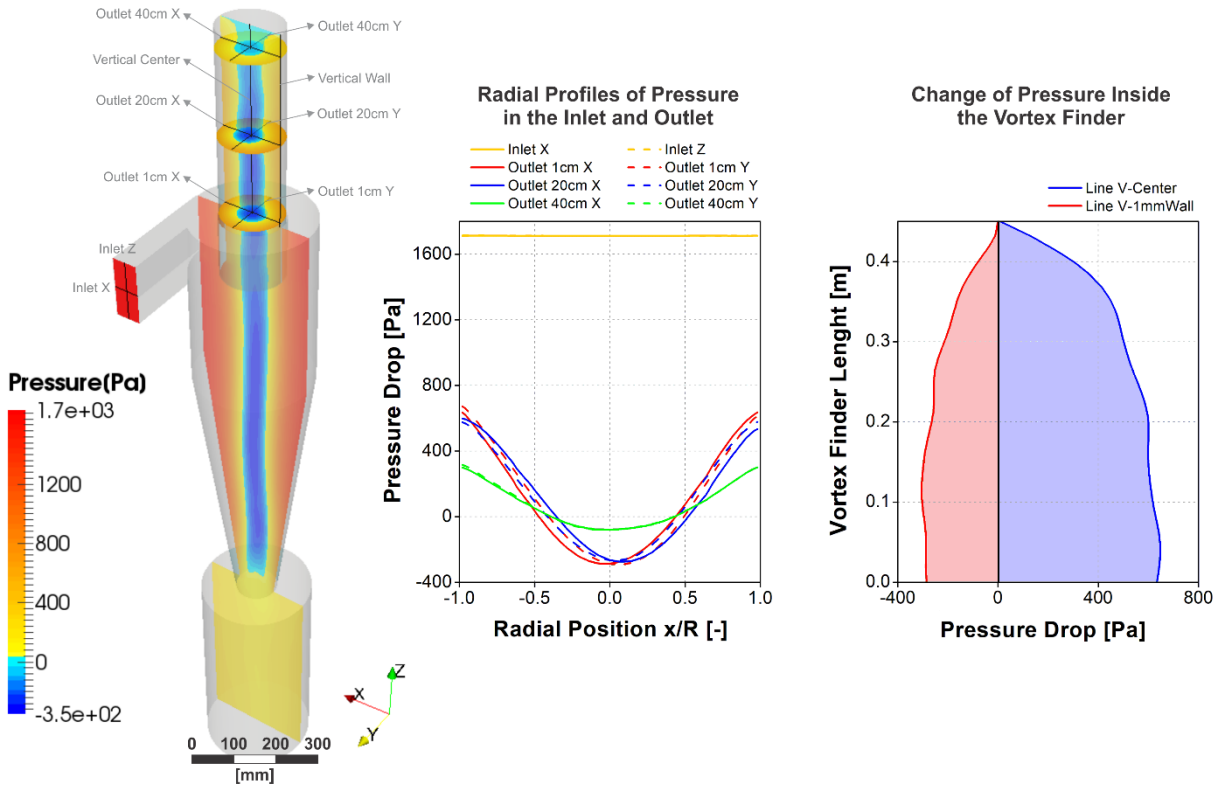 Outlet 40cm X
Outlet 40cm Y
Vertical Center
Vertical Wall
Outlet 20cm X
Outlet 20cm Y
Outlet 1cm X
Outlet 1cm Y
Inlet Z
Inlet X
Pressure(Pa)
1.7e+03
1200
800
400
0
-3.5e+02
X
Y
Z
0 100 200 300
[mm]
Radial Profiles of Pressure
in the Inlet and Outlet
Inlet X
Inlet Z
Outlet 1cm X
Outlet 1cm Y
Outlet 20cm X
Outlet 20cm Y
Outlet 40cm X
Outlet 40cm Y
Pressure Drop [Pa]
1600
1200
800
400
0
-400
-1.0 -0.5 0.0 0.5 1.0
Radial Position x/R [-]
Change of Pressure Inside
the Vortex Finder
Line V-Center
Line V-1mmWall
Vortex Finder Lenght [m]
0.4
0.3
0.2
0.1
0.0
-400 0 400 800
Pressure Drop [Pa]